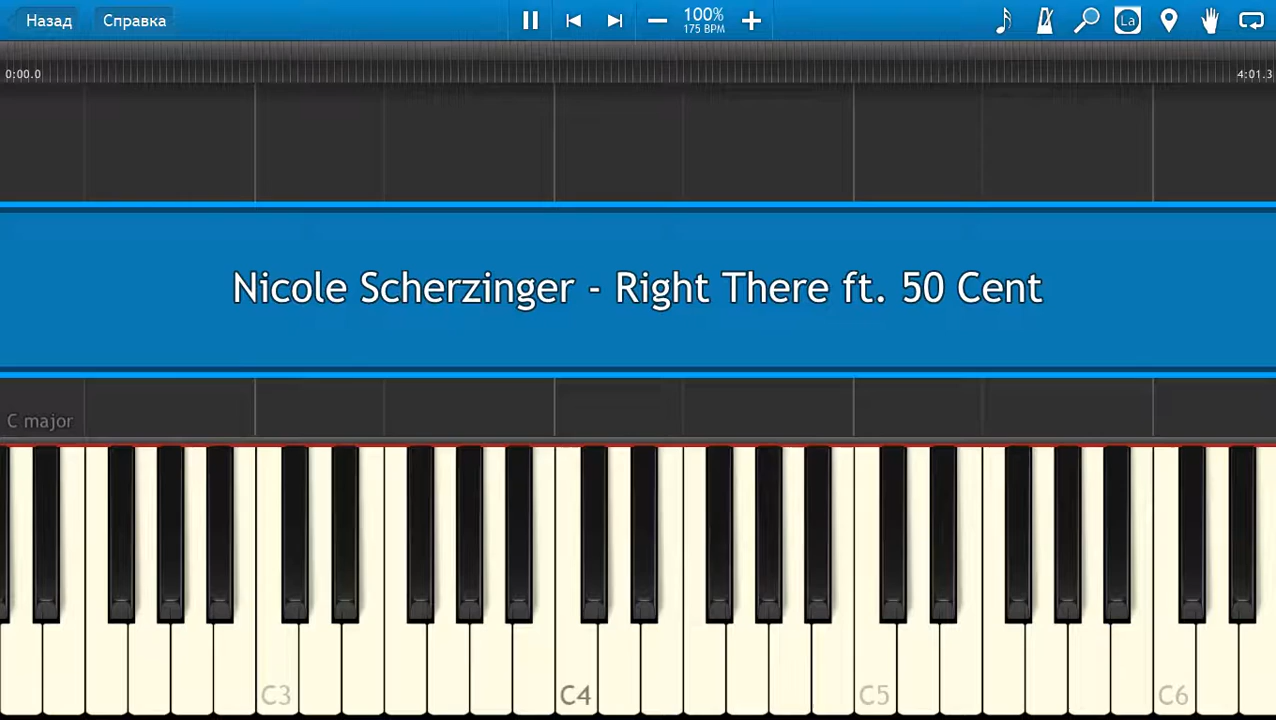 Назад Справка 100% La
175 BPM
0:00.0 4:01.3
Nicole Scherzinger - Right There ft. 50 Cent
C major
C3 C4 C5 C6